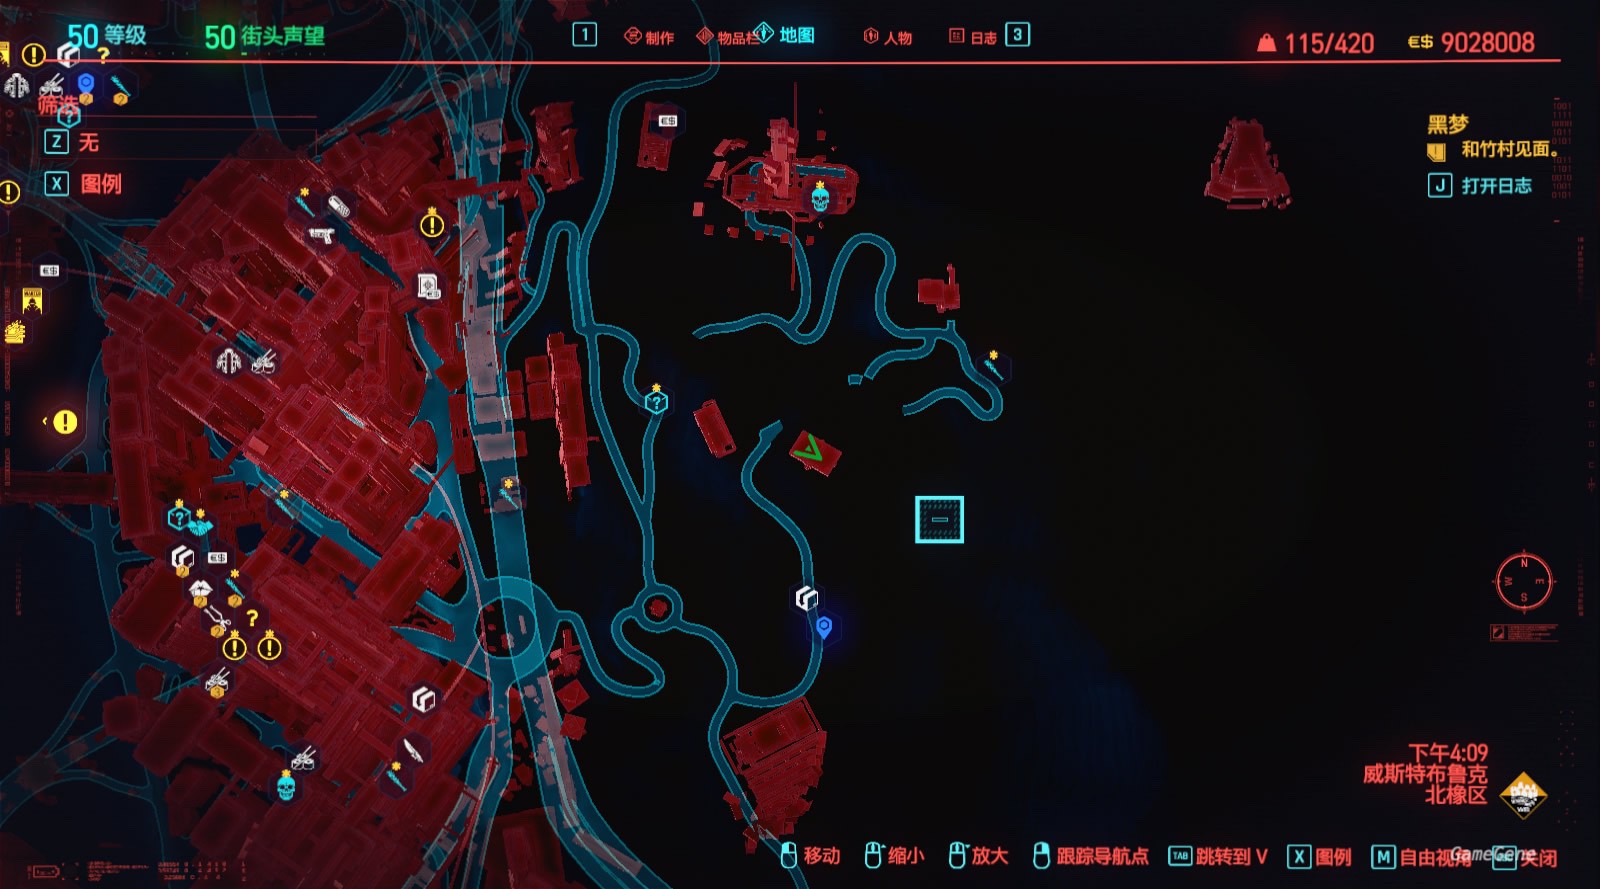 50 等级
50 街头声望
1
制作
物品栏
地图
人物
日志
3
115/420
€$ 9028008
筛选
Z 无
X 图例
黑梦
和竹村见面。
J 打开日志
N
W E
S
下午4:09
威斯特布鲁克
北橡区
移动
缩小
放大
跟踪导航点
TAB 跳转到 V
X 图例
M 自由视角
关闭
GameGene